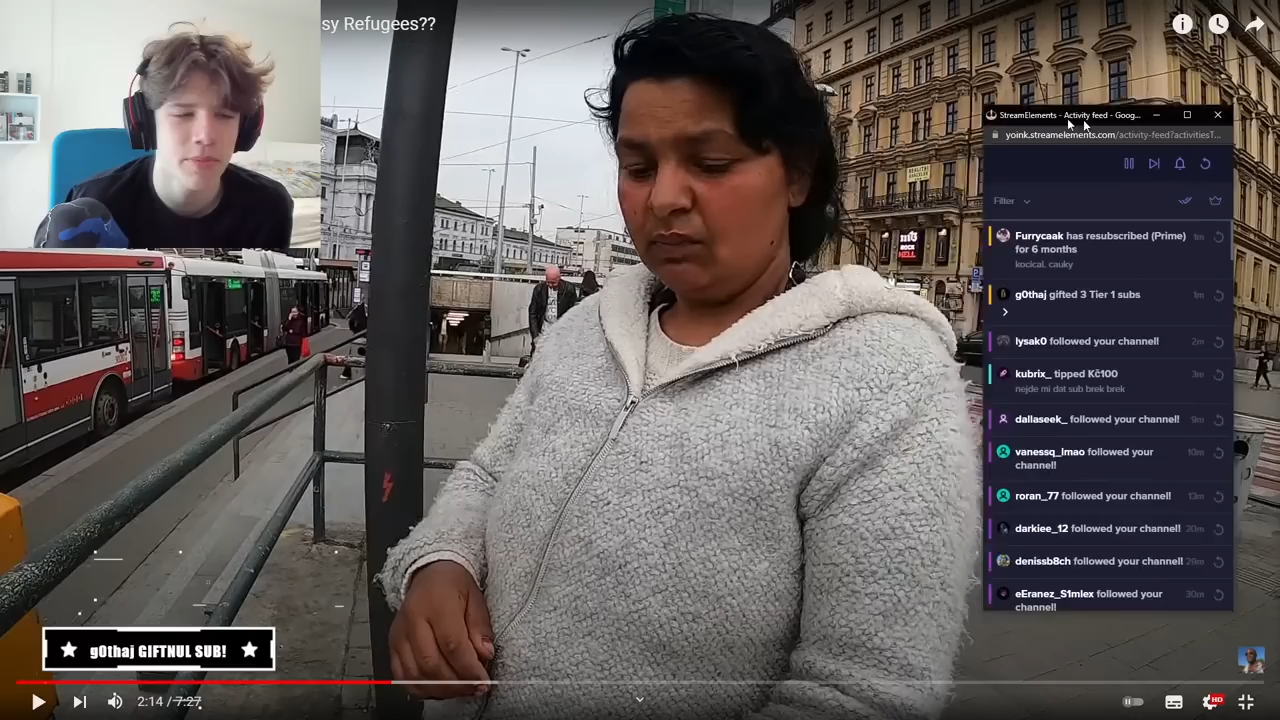 sy Refugees??
StreamElements - Activity feed - Goog...
yoink.streamelements.com/activity-feed?activitiesT...
Filter
Furrycaak has resubscribed (Prime) 1m
for 6 months
kocical, cauky
g0thaj gifted 3 Tier 1 subs 1m
lysak0 followed your channel! 2m
kubrix_ tipped Kč100 3m
nejde mi dat sub brek brek
dallaseek_ followed your channel! 9m
vanessq_lmao followed your 10m
channel!
roran_77 followed your channel! 13m
darkiee_12 followed your channel! 20m
denissb8ch followed your channel! 29m
eEranez_S1mlex followed your 30m
channel!
g0thaj GIFTNUL SUB!
2:14 / 7:27
HD